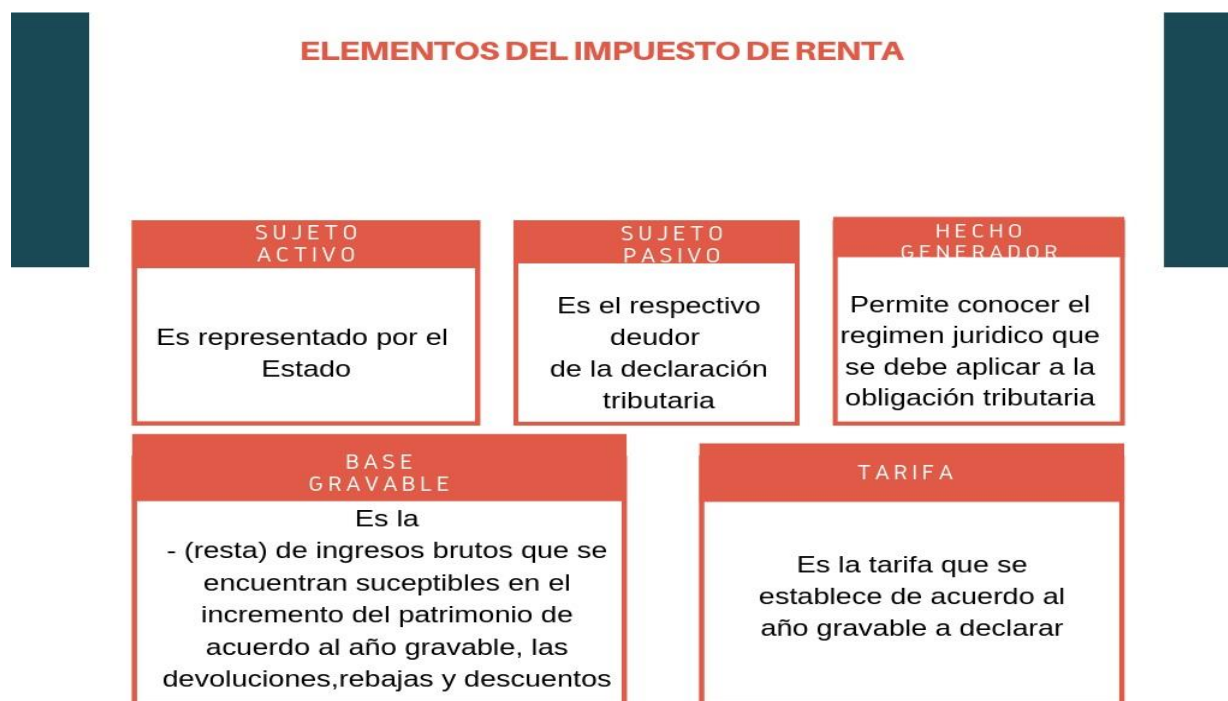 ELEMENTOS DEL IMPUESTO DE RENTA
SUJETO
ACTIVO
Es representado por el
Estado
SUJETO
PASIVO
Es el respectivo
deudor
de la declaración
tributaria
HECHO
GENERADOR
Permite conocer el
regimen juridico que
se debe aplicar a la
obligación tributaria
BASE
GRAVABLE
Es la
- (resta) de ingresos brutos que se
encuentran suceptibles en el
incremento del patrimonio de
acuerdo al año gravable, las
devoluciones,rebajas y descuentos
TARIFA
Es la tarifa que se
establece de acuerdo al
año gravable a declarar